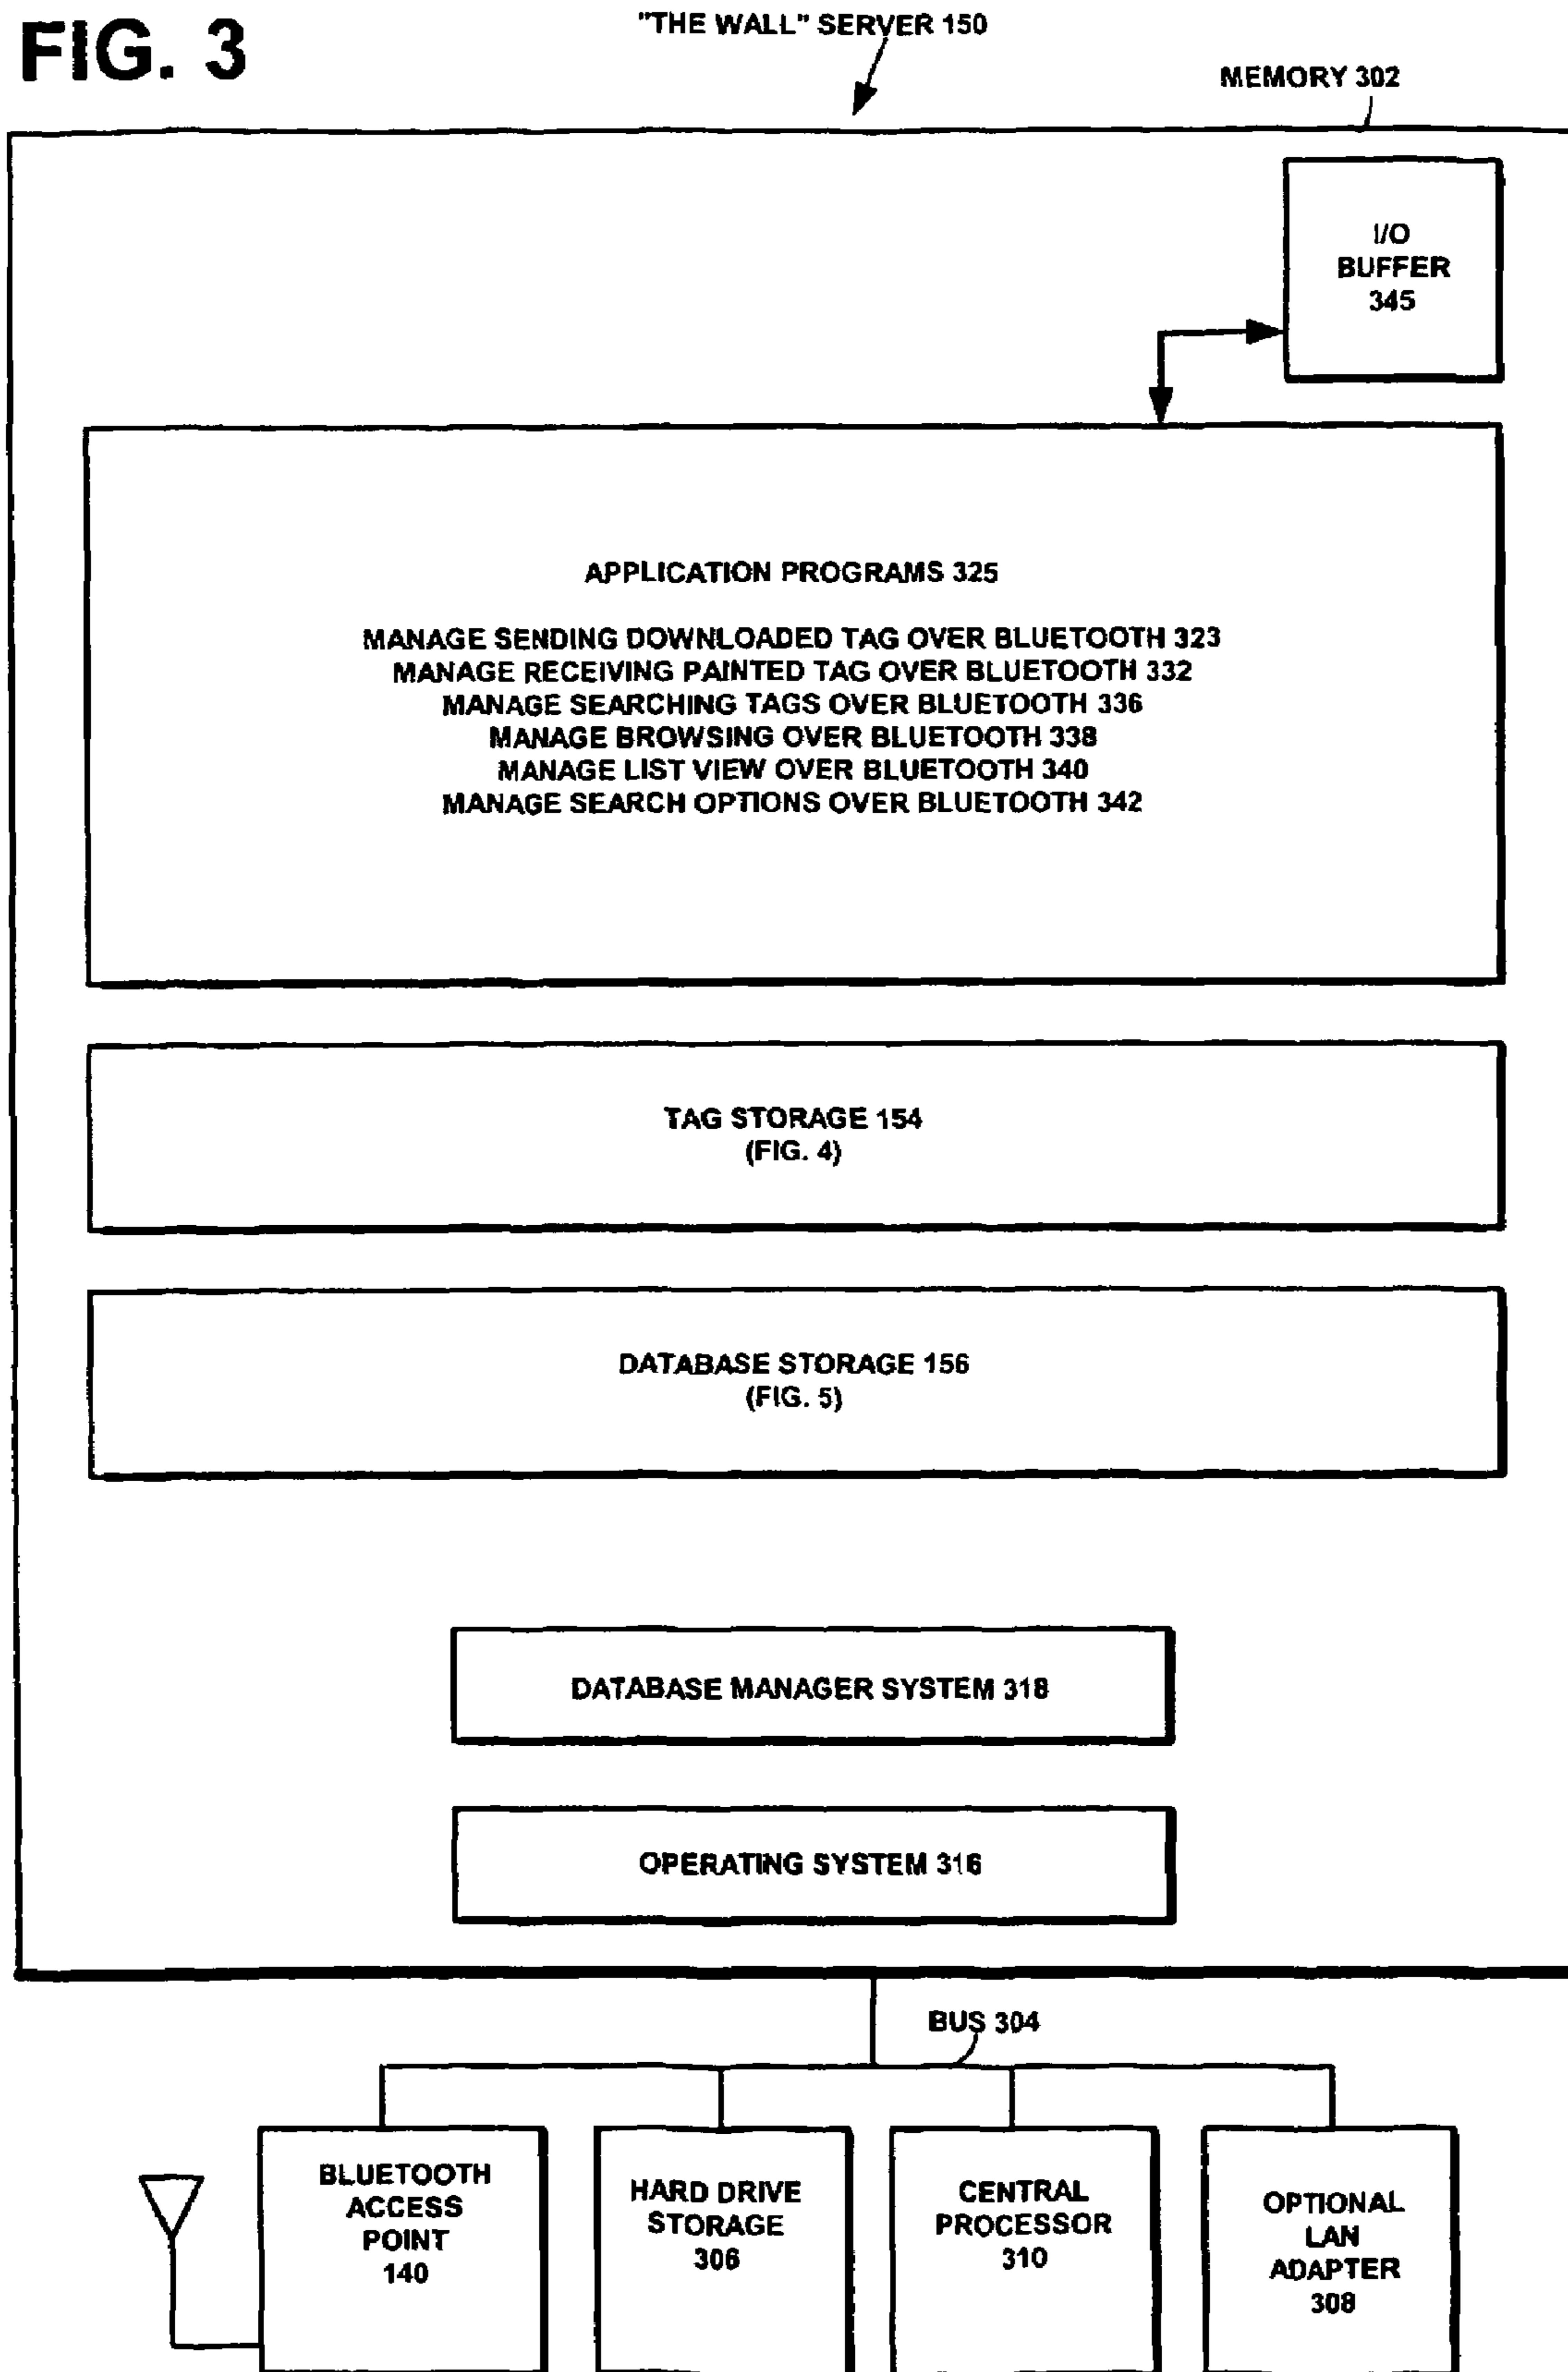 FIG. 3
"THE WALL" SERVER 150
MEMORY 302
I/O
BUFFER
345
APPLICATION PROGRAMS 325
MANAGE SENDING DOWNLOADED TAG OVER BLUETOOTH 323
MANAGE RECEIVING PAINTED TAG OVER BLUETOOTH 332
MANAGE SEARCHING TAGS OVER BLUETOOTH 336
MANAGE BROWSING OVER BLUETOOTH 338
MANAGE LIST VIEW OVER BLUETOOTH 340
MANAGE SEARCH OPTIONS OVER BLUETOOTH 342
TAG STORAGE 154
(FIG. 4)
DATABASE STORAGE 156
(FIG. 5)
DATABASE MANAGER SYSTEM 318
OPERATING SYSTEM 316
BUS 304
BLUETOOTH
ACCESS
POINT
140
HARD DRIVE
STORAGE
306
CENTRAL
PROCESSOR
310
OPTIONAL
LAN
ADAPTER
308